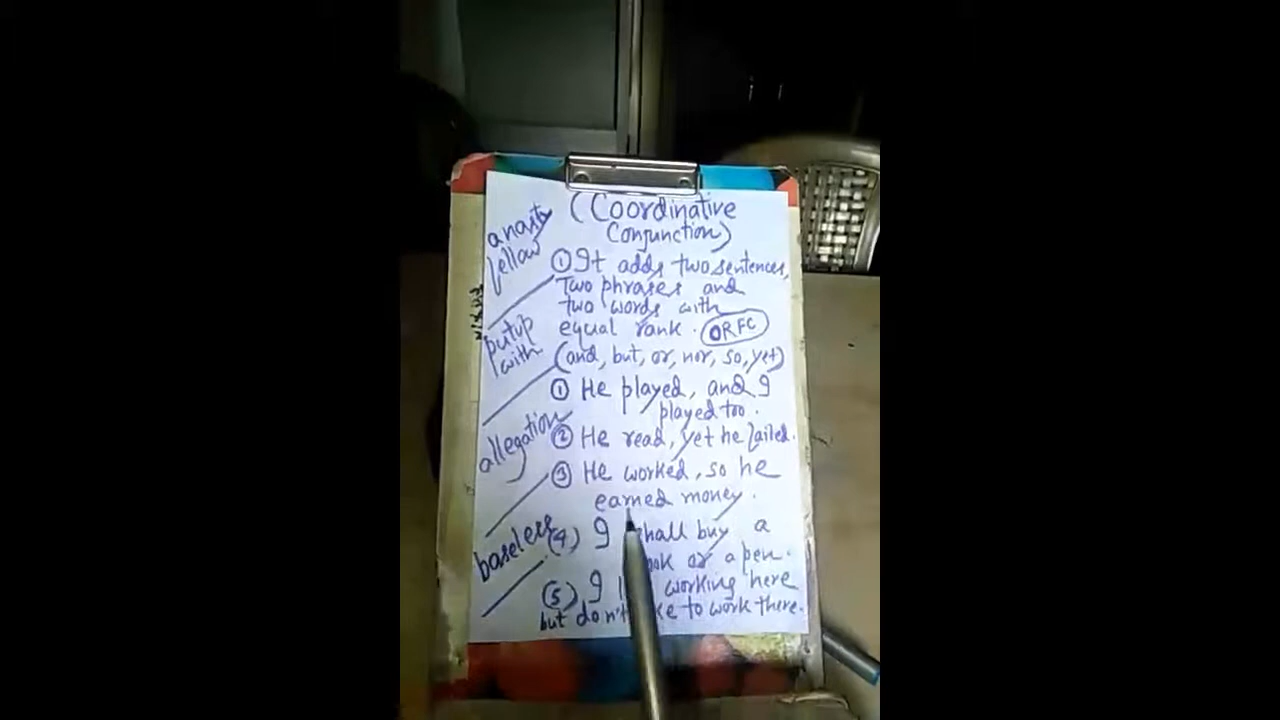 (Coordinative
Conjunction)
① It adds two sentences,
Two phrases and
two words with
equal rank. ORFC
(and, but, or, nor, so, yet)
① He played, and I
played too.
② He read, yet he failed.
③ He worked, so he
earned money.
(4) I shall buy a
or a pen.
⑤ I working here
but don't to work there.
a nasty
fellow
put up
with
allegation
baseless